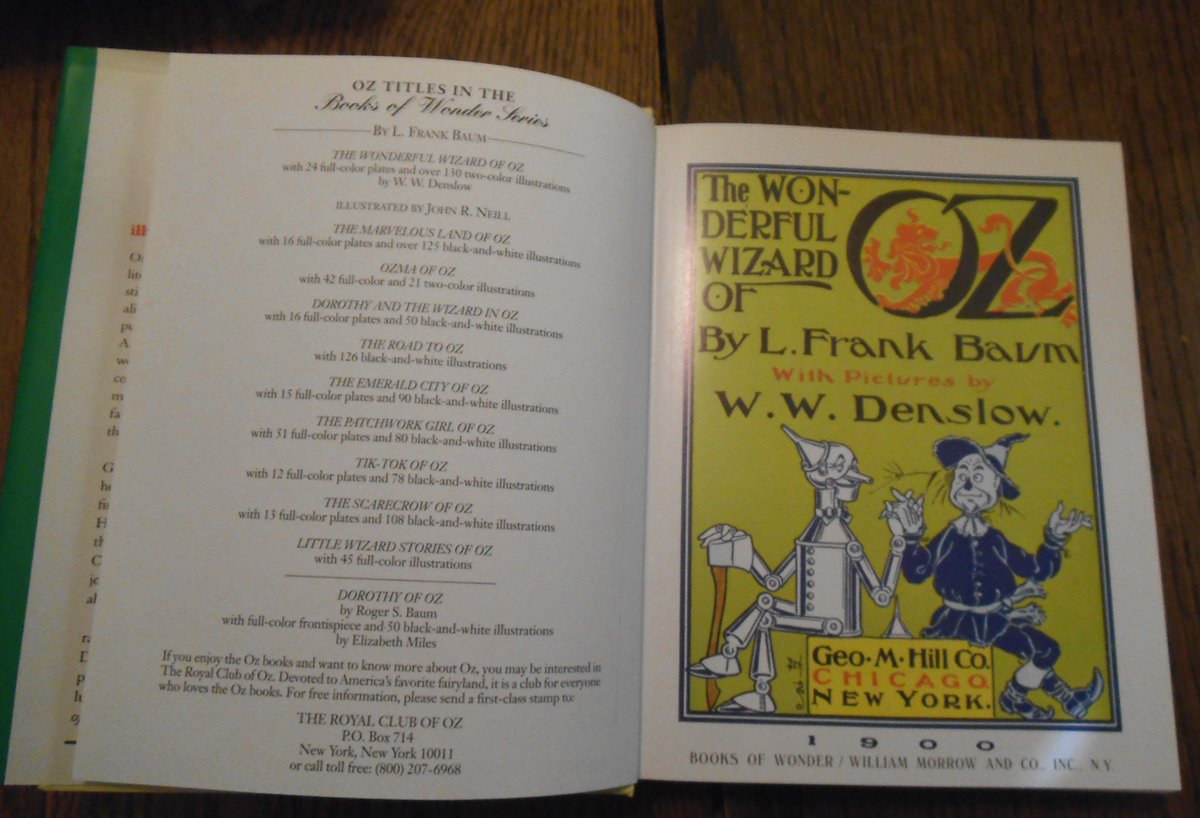 OZ TITLES IN THE
Books of Wonder Series
BY L. FRANK BAUM
THE WONDERFUL WIZARD OF OZ
with 24 full-color plates and over 130 two-color illustrations
by W. W. Denslow
ILLUSTRATED BY JOHN R. NEILL
THE MARVELOUS LAND OF OZ
with 16 full-color plates and over 125 black-and-white illustrations
OZMA OF OZ
with 42 full-color and 21 two-color illustrations
DOROTHY AND THE WIZARD IN OZ
with 16 full-color plates and 50 black-and-white illustrations
THE ROAD TO OZ
with 126 black-and-white illustrations
THE EMERALD CITY OF OZ
with 15 full-color plates and 90 black-and-white illustrations
THE PATCHWORK GIRL OF OZ
with 51 full-color plates and 80 black-and-white illustrations
TIK-TOK OF OZ
with 12 full-color plates and 78 black-and-white illustrations
THE SCARECROW OF OZ
with 13 full-color plates and 108 black-and-white illustrations
LITTLE WIZARD STORIES OF OZ
with 45 full-color illustrations
DOROTHY OF OZ
by Roger S. Baum
with full-color frontispiece and 50 black-and-white illustrations
by Elizabeth Miles
If you enjoy the Oz books and want to know more about Oz, you may be interested in
The Royal Club of Oz. Devoted to America's favorite fairyland, it is a club for everyone
who loves the Oz books. For free information, please send a first-class stamp to:
THE ROYAL CLUB OF OZ
P.O. Box 714
New York, New York 10011
or call toll free: (800) 207-6968
The WON-
DERFUL
WIZARD
OF OZ
By L. Frank Baum
With Pictures by
W. W. Denslow.
Geo. M. Hill Co.
CHICAGO.
NEW YORK.
1900
BOOKS OF WONDER / WILLIAM MORROW AND CO., INC., N.Y.